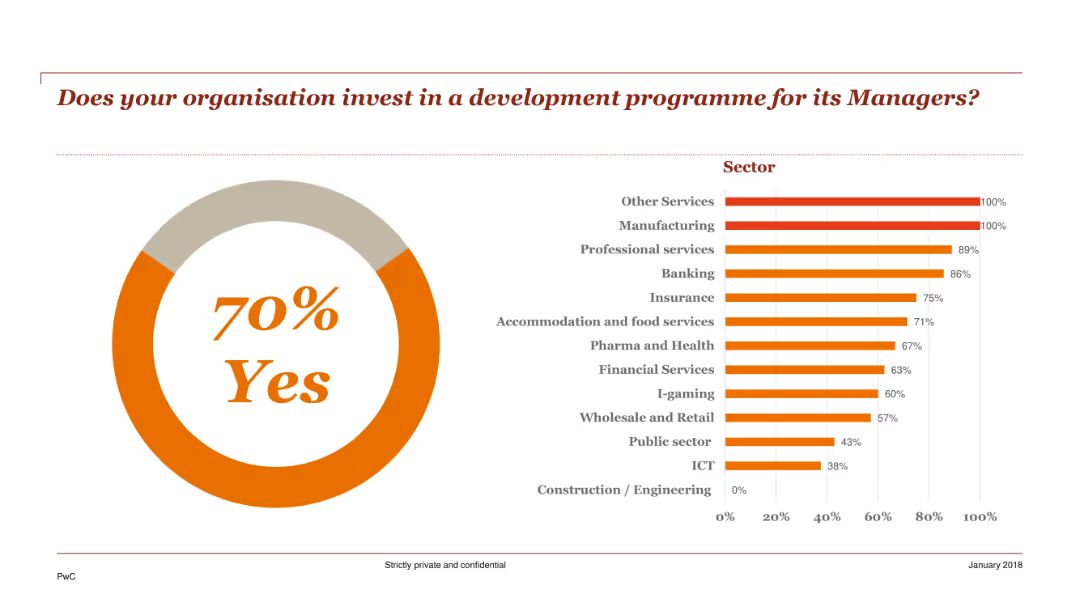 Does your organisation invest in a development programme for its Managers?
70%
Yes
Sector
Other Services 100%
Manufacturing 100%
Professional services 89%
Banking 86%
Insurance 75%
Accommodation and food services 71%
Pharma and Health 67%
Financial Services 63%
I-gaming 60%
Wholesale and Retail 57%
Public sector 43%
ICT 38%
Construction / Engineering 0%
0% 20% 40% 60% 80% 100%
Strictly private and confidential January 2018
PwC